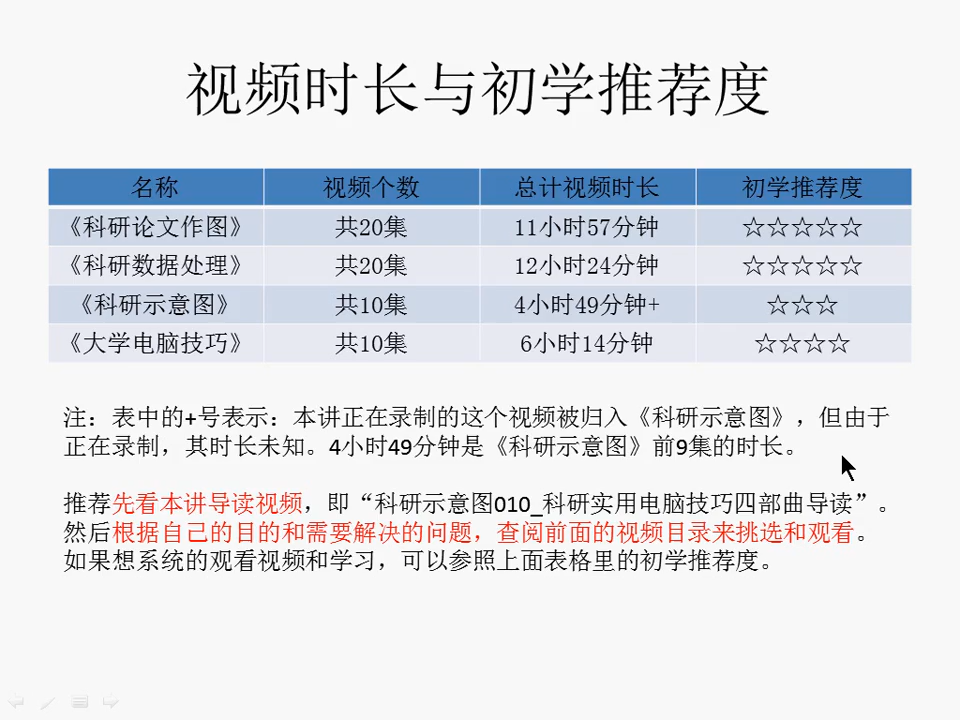 视频时长与初学推荐度
名称 视频个数 总计视频时长 初学推荐度
《科研论文作图》 共20集 11小时57分钟 ☆☆☆☆☆
《科研数据处理》 共20集 12小时24分钟 ☆☆☆☆☆
《科研示意图》 共10集 4小时49分钟+ ☆☆☆
《大学电脑技巧》 共10集 6小时14分钟 ☆☆☆☆
注：表中的+号表示：本讲正在录制的这个视频被归入《科研示意图》，但由于
正在录制，其时长未知。4小时49分钟是《科研示意图》前9集的时长。
推荐先看本讲导读视频，即“科研示意图010_科研实用电脑技巧四部曲导读”。
然后根据自己的目的和需要解决的问题，查阅前面的视频目录来挑选和观看。
如果想系统的观看视频和学习，可以参照上面表格里的初学推荐度。